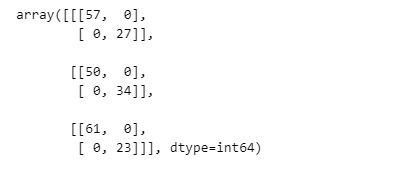 array([[[57,  0],
        [ 0, 27]],

       [[50,  0],
        [ 0, 34]],

       [[61,  0],
        [ 0, 23]]], dtype=int64)